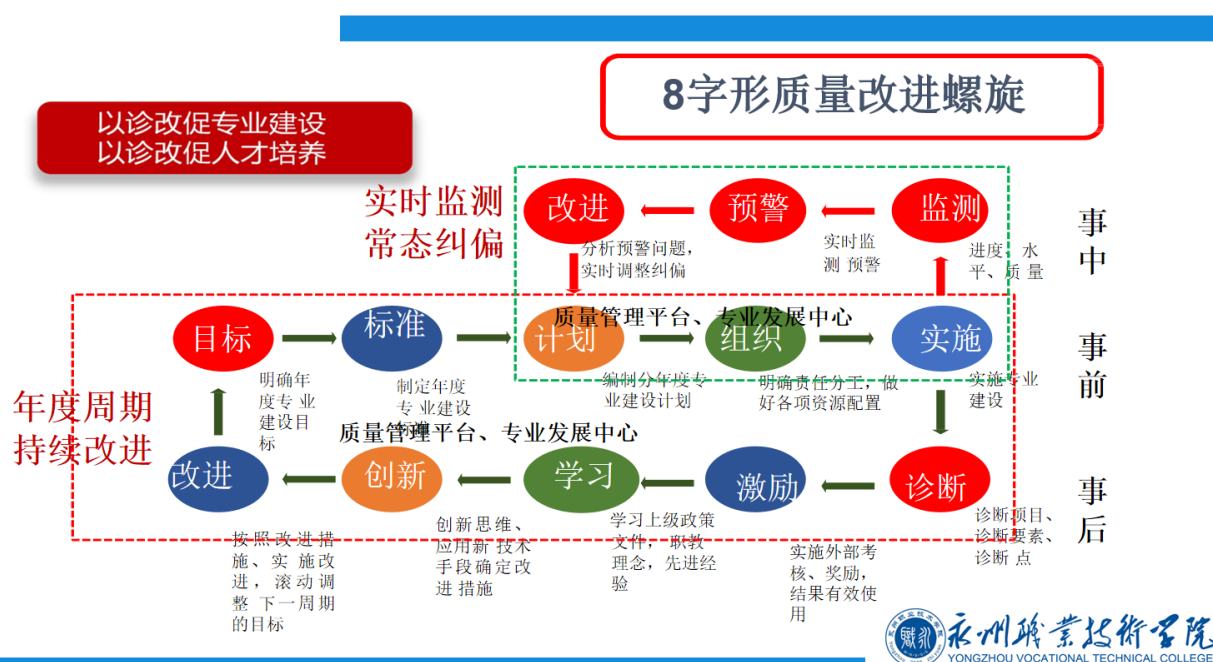 8字形质量改进螺旋
以诊改促专业建设
以诊改促人才培养
实时监测
常态纠偏
改进
预警
监测
事
中
分析预警问题，
实时调整纠偏
实时监
测 预警
进度、水
平、质 量
质量管理平台、专业发展中心
目标
标准
计划
组织
实施
事
前
明确年
度专 业
建设目
标
制定年度
专 业建设
标准
编制分年度专
业建设计划
明确责任分工，做
好各项资源配置
实施专业
建设
年度周期
持续改进
质量管理平台、专业发展中心
改进
创新
学习
激励
诊断
事
后
按照改进措
施、实 施改
进，滚动调
整 下一周期
的目标
创新思维、
应用新 技术
手段确定改
进 措施
学习上级政策
文件， 职教
理念，先进经
验
实施外部考
核、奖励，
结果有效使
用
诊断项目、
诊断要素、
诊断 点
永州職業技術學院
YONGZHOU VOCATIONAL TECHNICAL COLLEGE